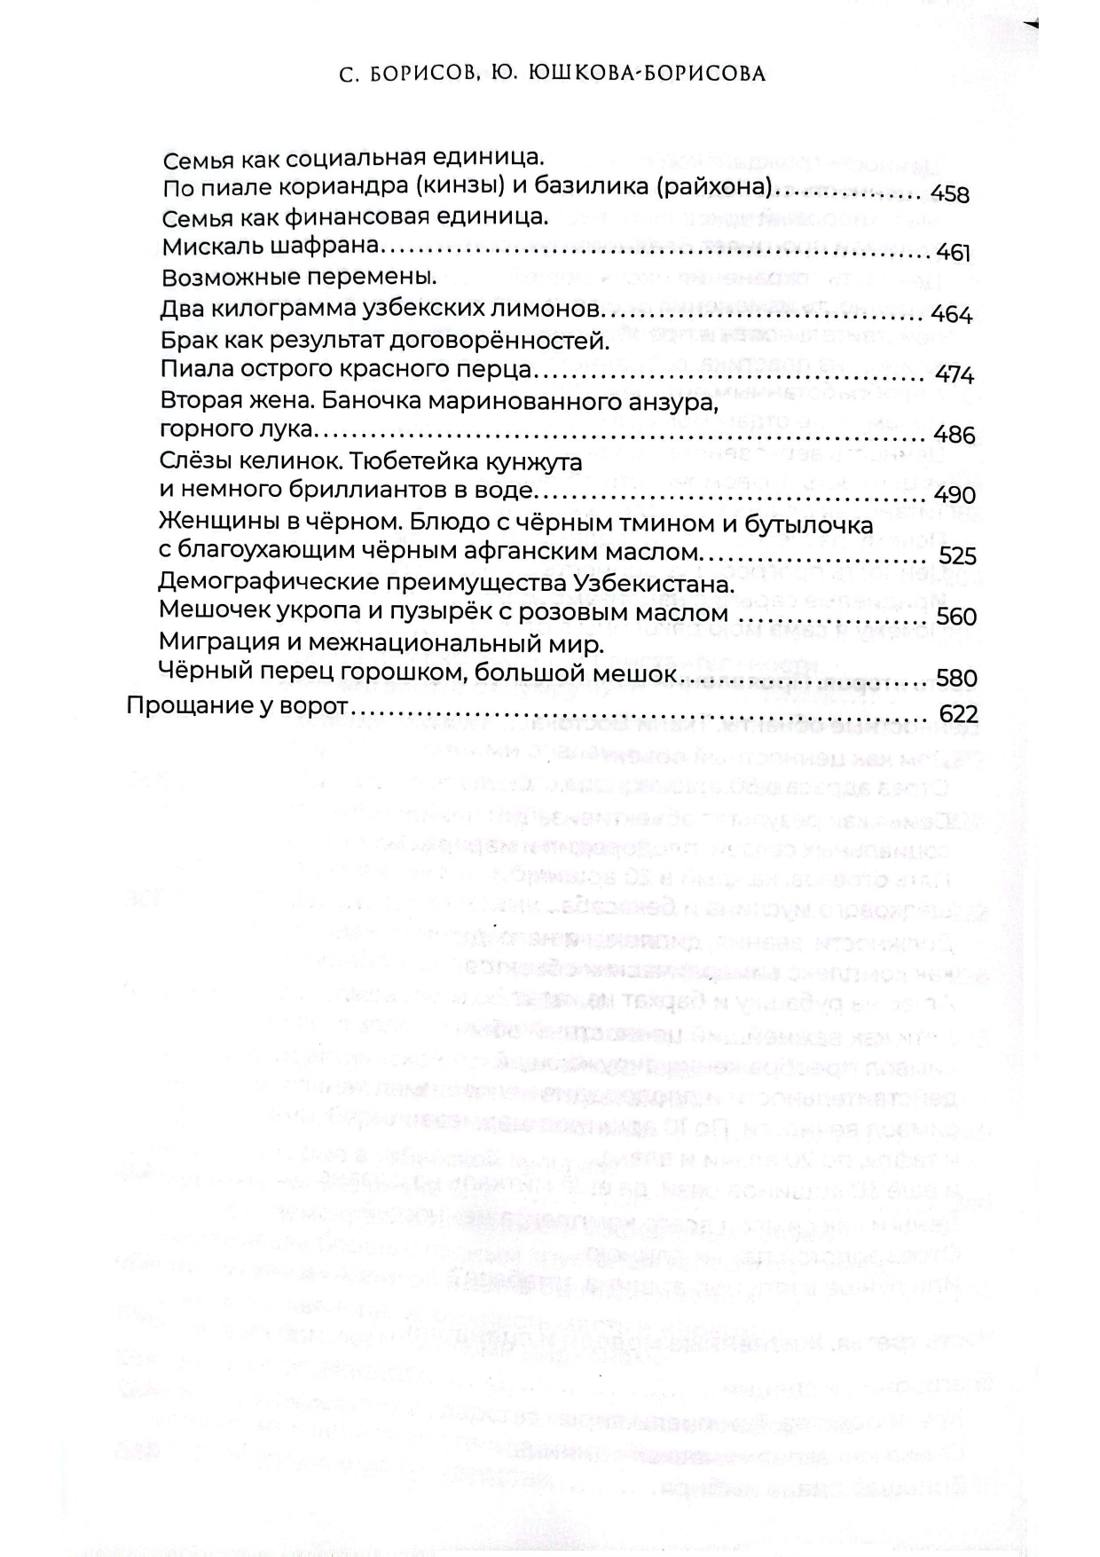 С. БОРИСОВ, Ю. ЮШКОВА-БОРИСОВА
Семья как социальная единица.
По пиале кориандра (кинзы) и базилика (райхона)................ 458
Семья как финансовая единица.
Мискаль шафрана................................................ 461
Возможные перемены.
Два килограмма узбекских лимонов............................ 464
Брак как результат договорённостей.
Пиала острого красного перца................................. 474
Вторая жена. Баночка маринованного анзура,
горного лука.................................................... 486
Слёзы келинок. Тюбетейка кунжута
и немного бриллиантов в воде................................. 490
Женщины в чёрном. Блюдо с чёрным тмином и бутылочка
с благоухающим чёрным афганским маслом.................... 525
Демографические преимущества Узбекистана.
Мешочек укропа и пузырёк с розовым маслом ................. 560
Миграция и межнациональный мир.
Чёрный перец горошком, большой мешок...................... 580
Прощание у ворот................................................ 622